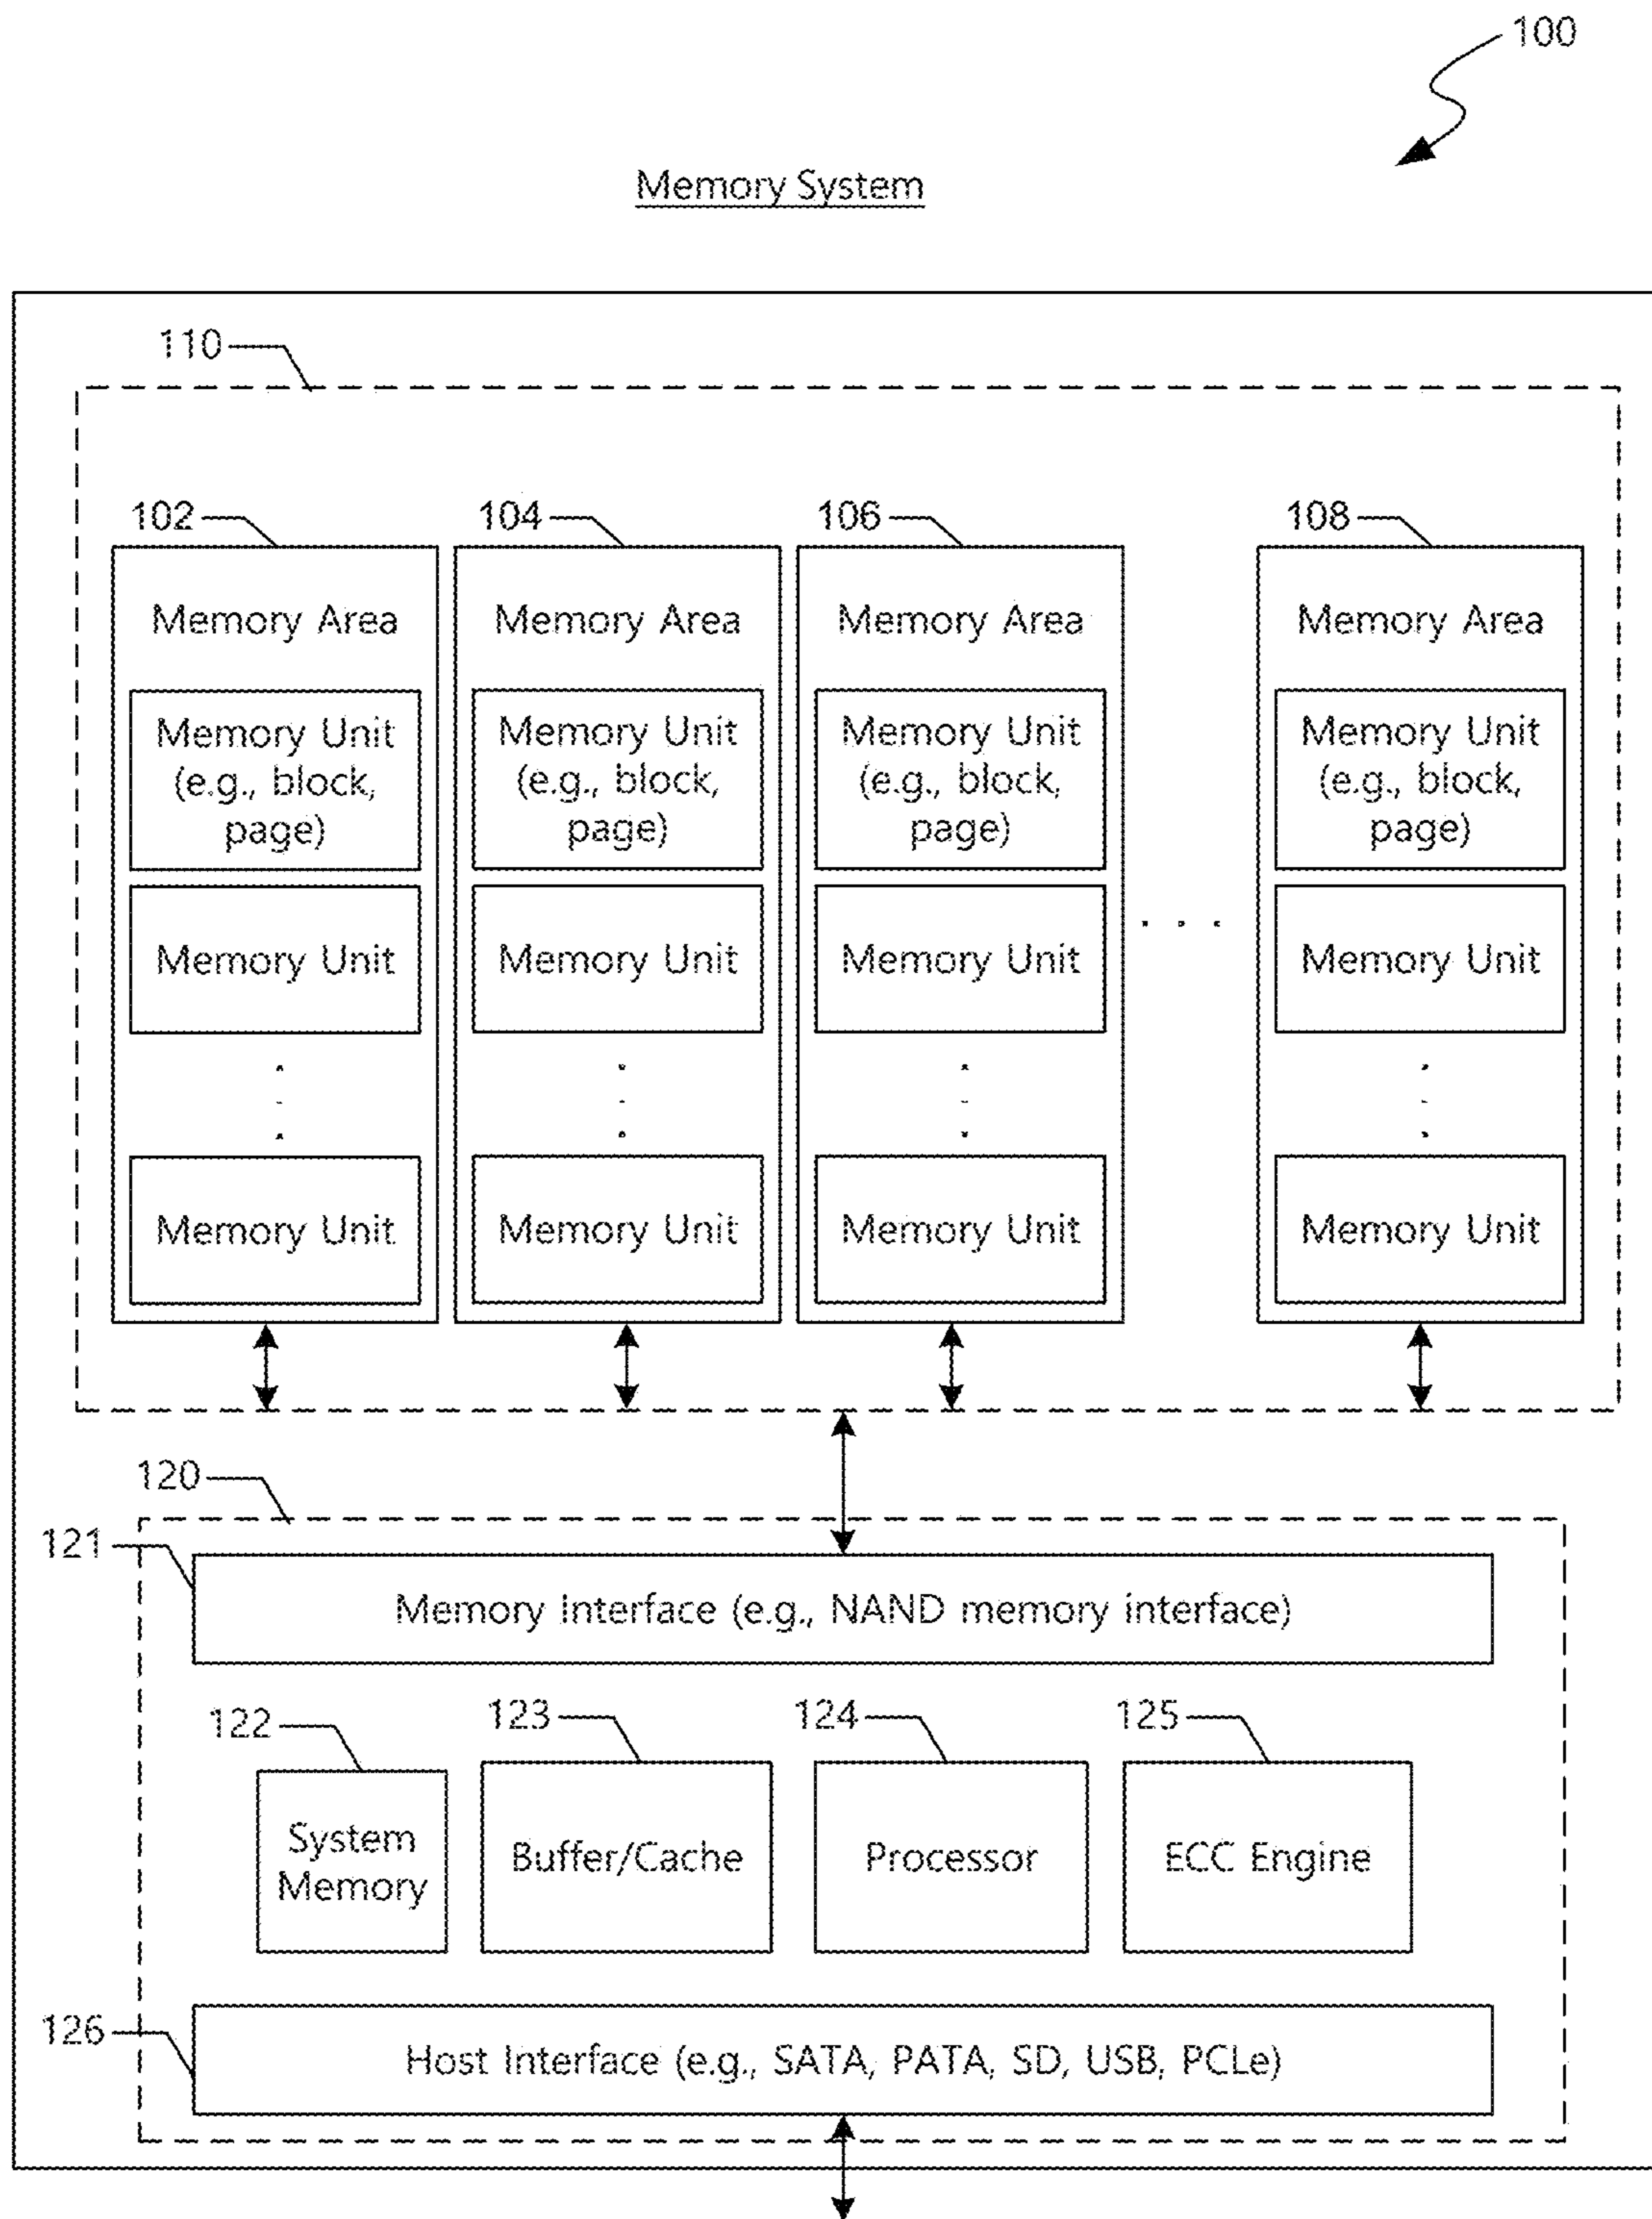 100
Memory System
110
102
104
106
108
Memory Area
Memory Area
Memory Area
Memory Area
Memory Unit
(e.g., block,
page)
Memory Unit
(e.g., block,
page)
Memory Unit
(e.g., block,
page)
Memory Unit
(e.g., block,
page)
Memory Unit
Memory Unit
Memory Unit
. . .
Memory Unit
Memory Unit
Memory Unit
Memory Unit
Memory Unit
120
121
Memory Interface (e.g., NAND memory interface)
122
123
124
125
System
Memory
Buffer/Cache
Processor
ECC Engine
126
Host Interface (e.g., SATA, PATA, SD, USB, PCLe)